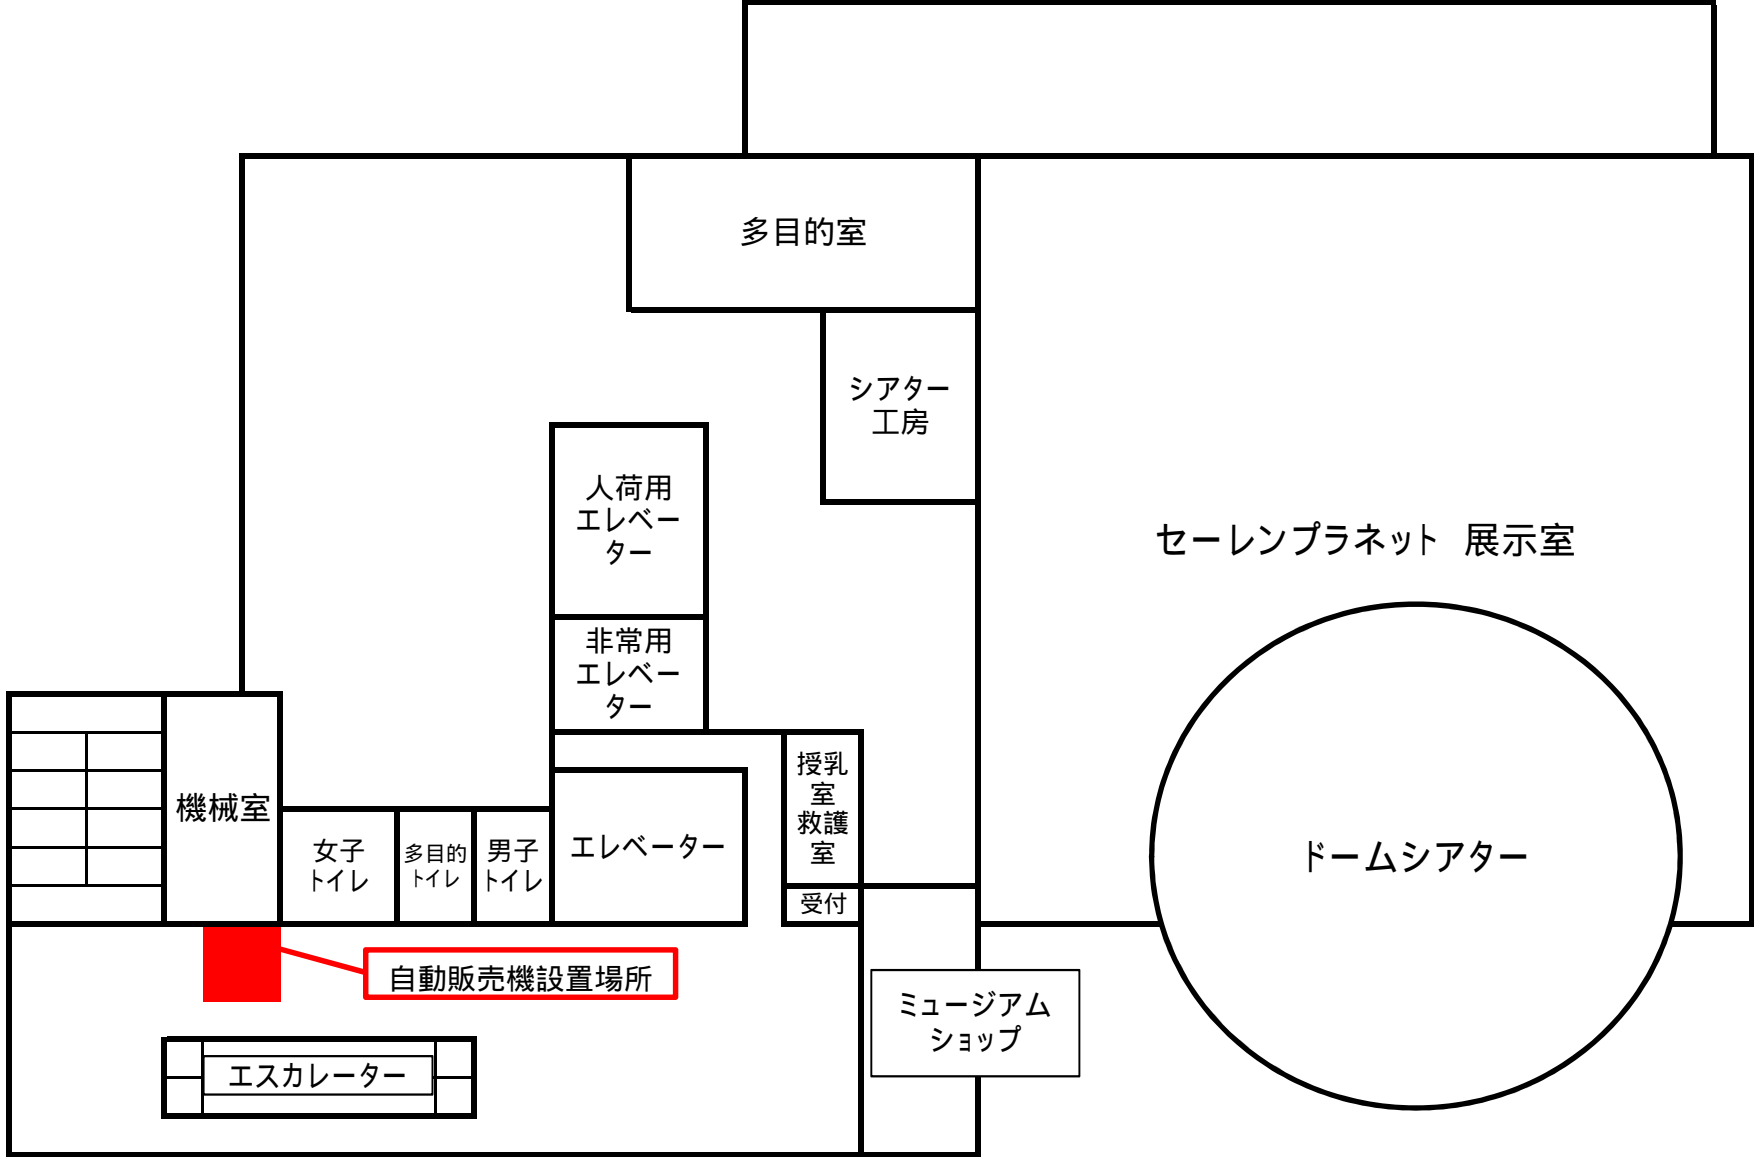 多目的室
シアター
工房
人荷用
エレベー
ター
セーレンプラネット 展示室
非常用
エレベー
ター
授乳
室
救護
室
機械室
女子
トイレ
多目的
トイレ
男子
トイレ
エレベーター
ドームシアター
受付
自動販売機設置場所
ミュージアム
ショップ
エスカレーター